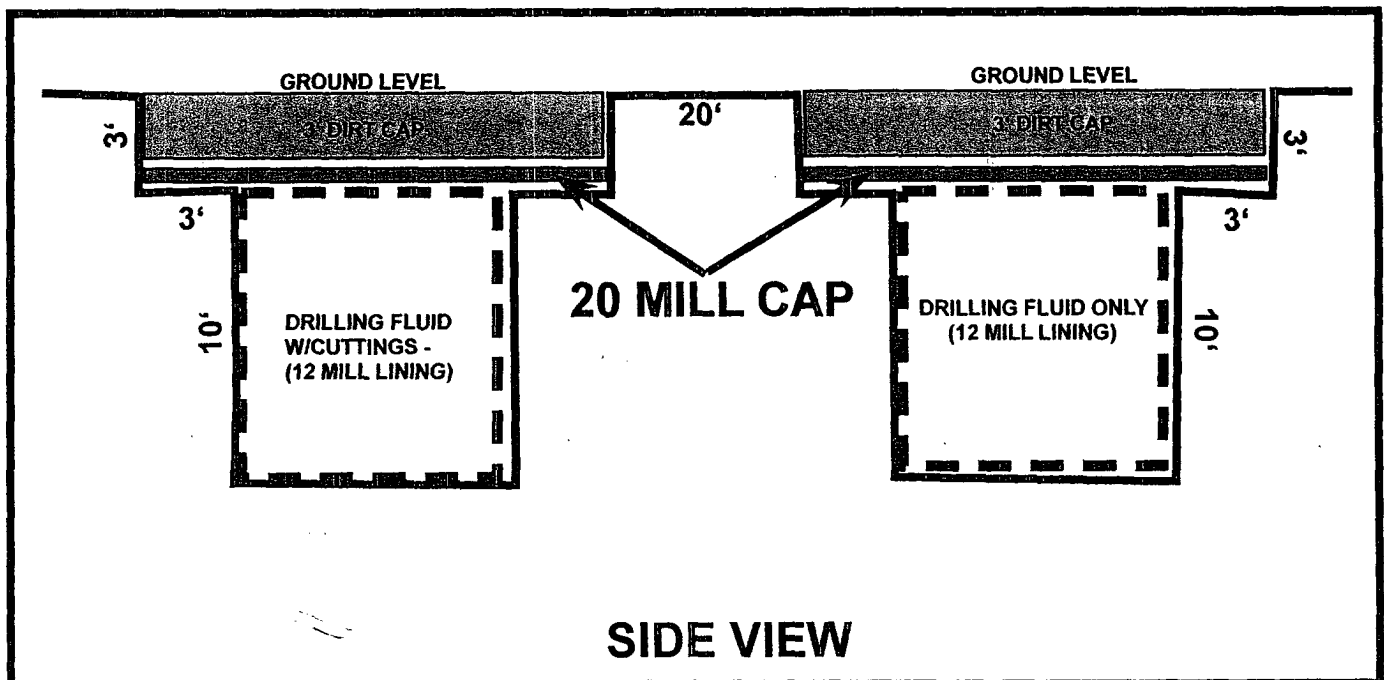 GROUND LEVEL
GROUND LEVEL
3' DIRT CAP
3' DIRT CAP
20'
3'
3'
3'
3'
20 MILL CAP
DRILLING FLUID
W/CUTTINGS -
(12 MILL LINING)
DRILLING FLUID ONLY
(12 MILL LINING)
10'
10'
SIDE VIEW